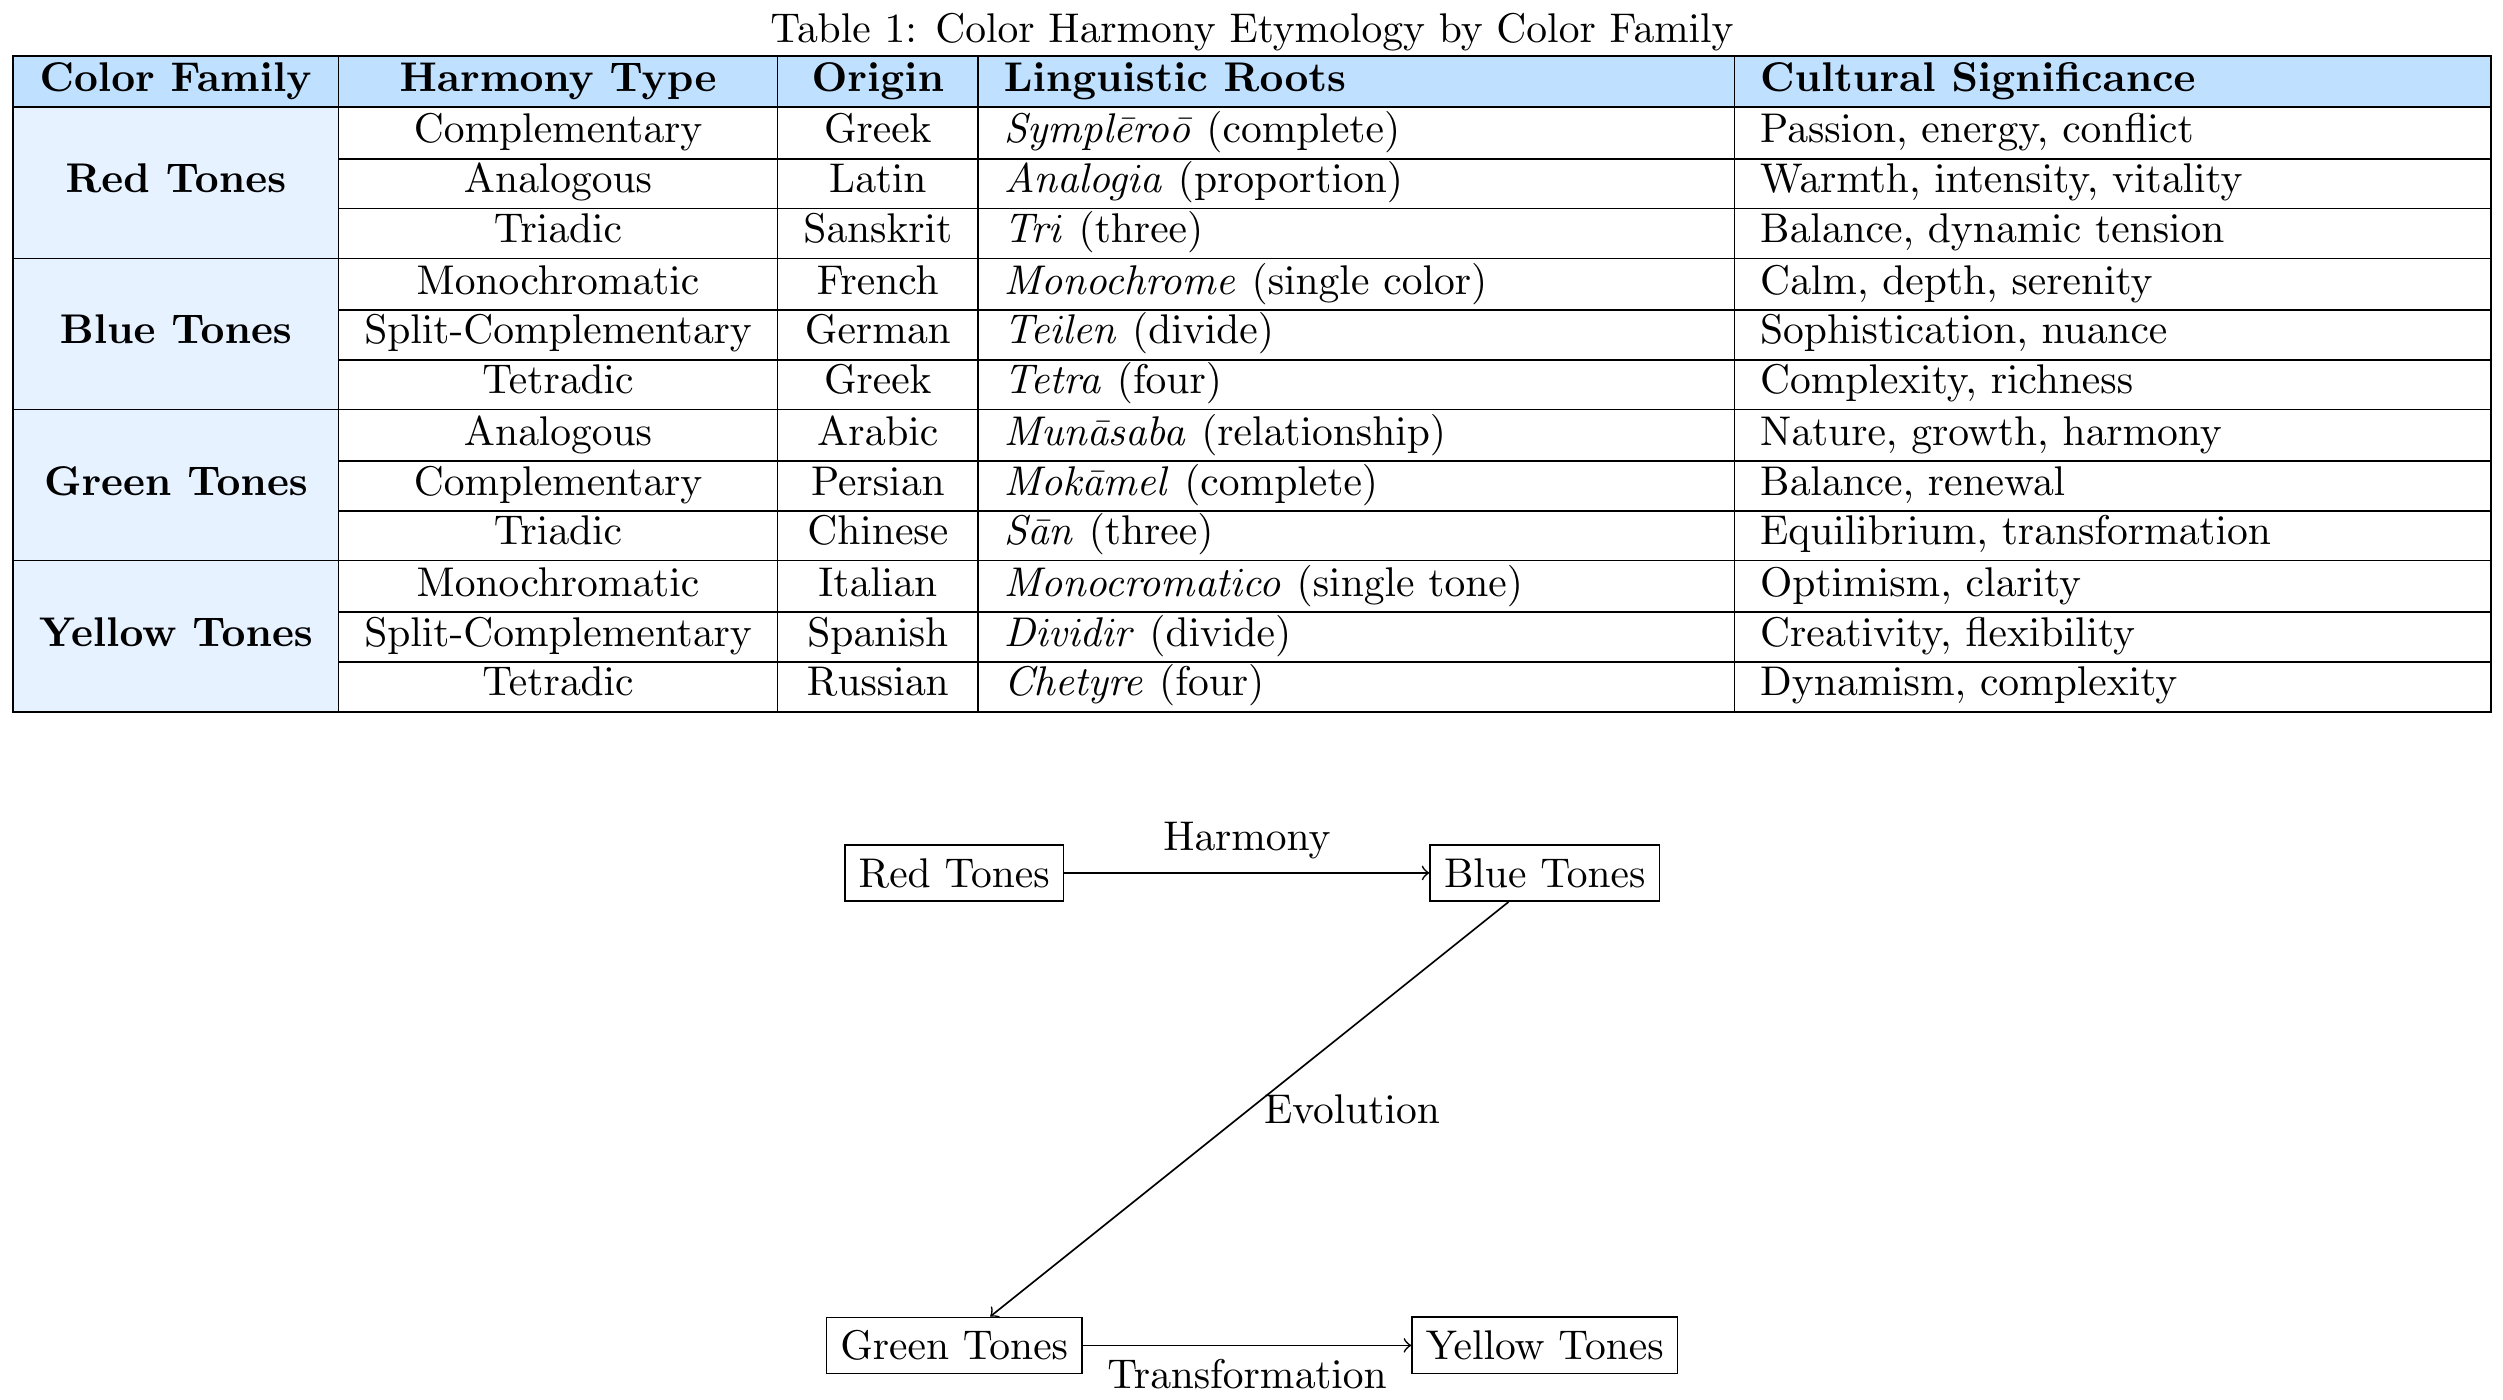 Table 1: Color Harmony Etymology by Color Family
Color Family Harmony Type Origin Linguistic Roots Cultural Significance
Red Tones Complementary Greek Symplēroō (complete) Passion, energy, conflict
Analogous Latin Analogia (proportion) Warmth, intensity, vitality
Triadic Sanskrit Tri (three) Balance, dynamic tension
Blue Tones Monochromatic French Monochrome (single color) Calm, depth, serenity
Split-Complementary German Teilen (divide) Sophistication, nuance
Tetradic Greek Tetra (four) Complexity, richness
Green Tones Analogous Arabic Munāsaba (relationship) Nature, growth, harmony
Complementary Persian Mokāmel (complete) Balance, renewal
Triadic Chinese Sān (three) Equilibrium, transformation
Yellow Tones Monochromatic Italian Monocromatico (single tone) Optimism, clarity
Split-Complementary Spanish Dividir (divide) Creativity, flexibility
Tetradic Russian Chetyre (four) Dynamism, complexity
Harmony
Red Tones Blue Tones
Evolution
Green Tones Yellow Tones
Transformation